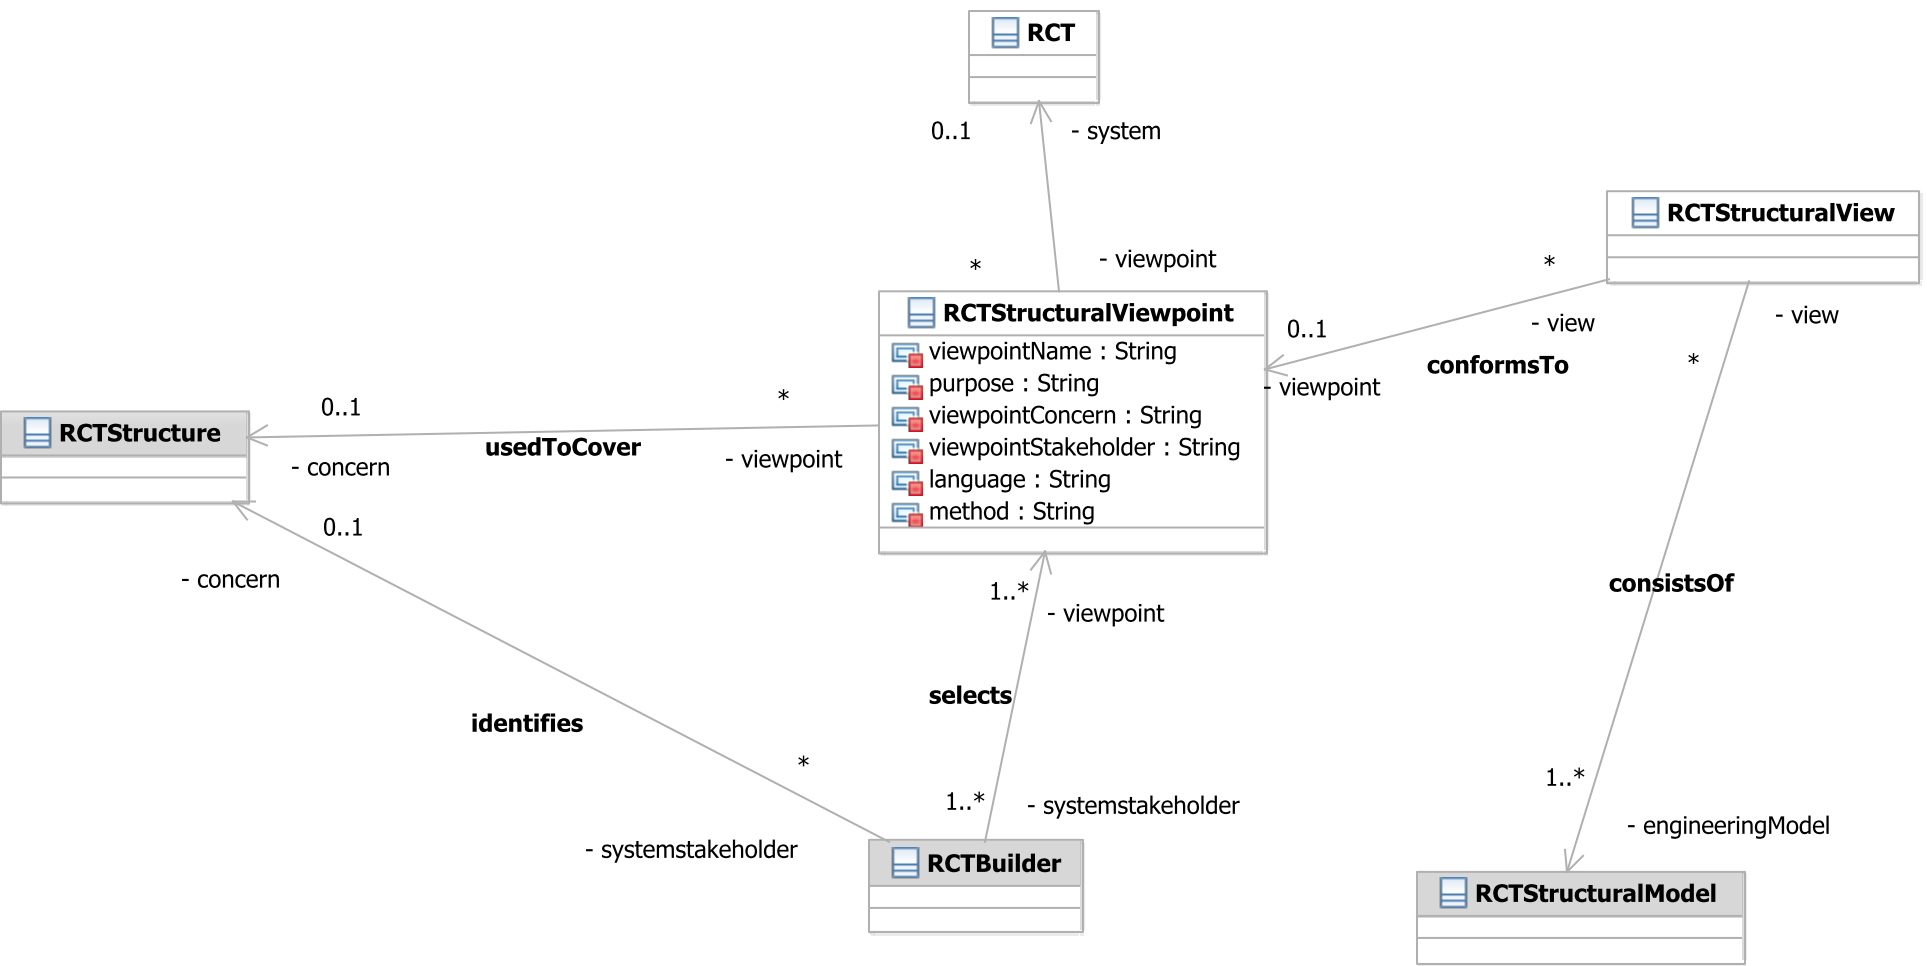 RCT
0..1
- system
*
- viewpoint
RCTStructuralView
*
- view
- view
*
RCTStructuralViewpoint
viewpointName : String
purpose : String
viewpointConcern : String
viewpointStakeholder : String
language : String
method : String
0..1
- viewpoint
conformsTo
*
- viewpoint
usedToCover
0..1
- concern
RCTStructure
0..1
- concern
identifies
*
- systemstakeholder
1..*
- viewpoint
selects
1..*
- systemstakeholder
RCTBuilder
consistsOf
1..*
- engineeringModel
RCTStructuralModel